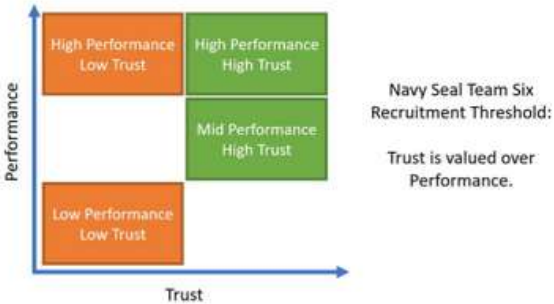 High Performance
Low Trust
High Performance
High Trust
Mid Performance
High Trust
Low Performance
Low Trust
Performance
Trust
Navy Seal Team Six
Recruitment Threshold:
Trust is valued over
Performance.